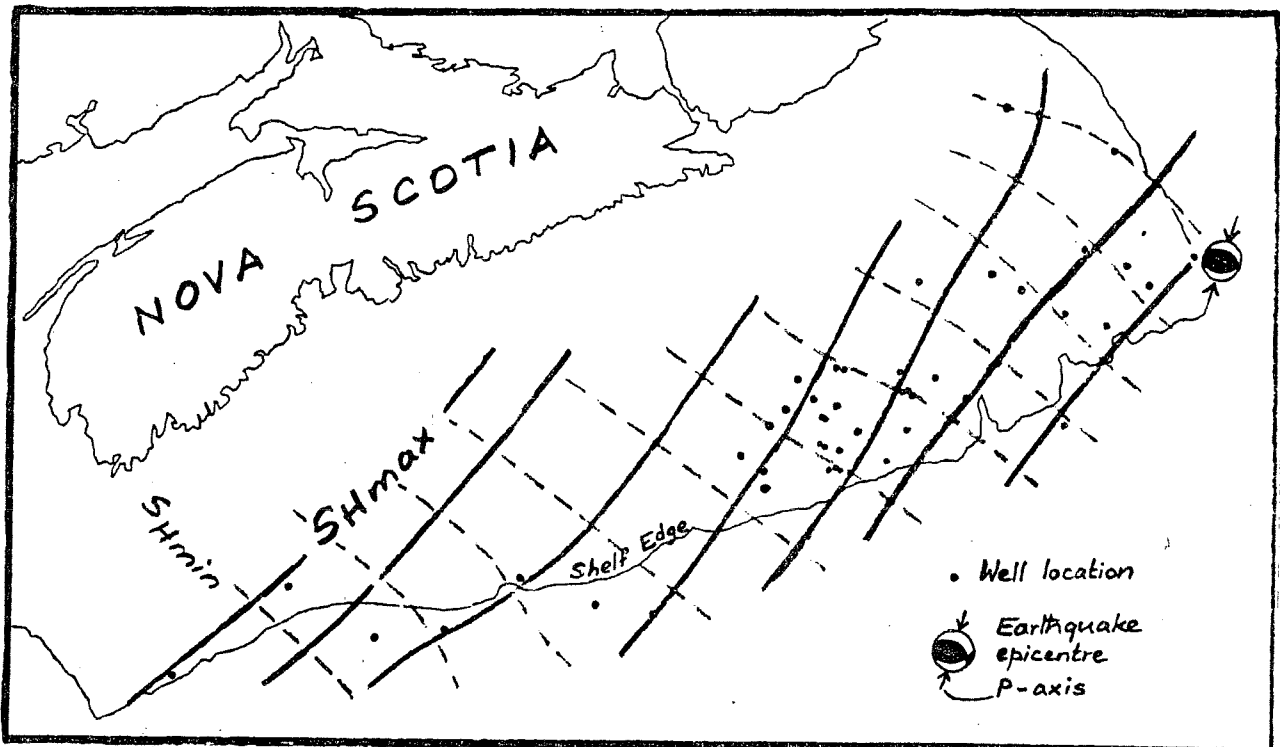 NOVA SCOTIA
SHmin
SHmax
Shelf Edge
Well location
Earthquake
epicentre
P-axis